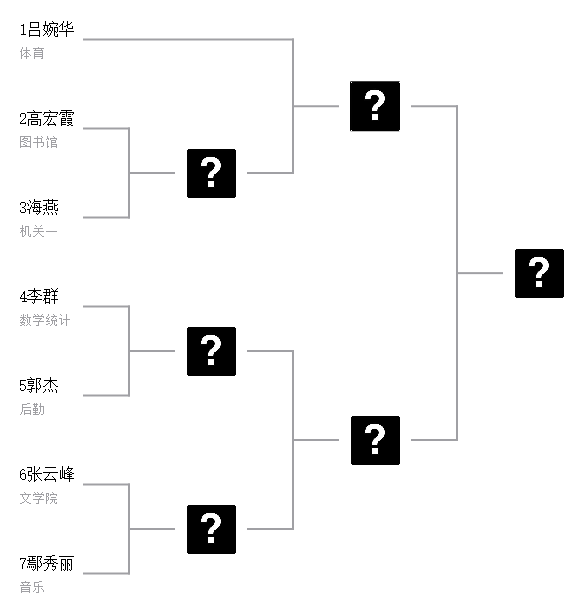 1吕婉华
体育
?
2高宏霞
图书馆
?
3海燕
机关一
?
4李群
数学统计
?
5郭杰
后勤
?
6张云峰
文学院
?
7鄢秀丽
音乐